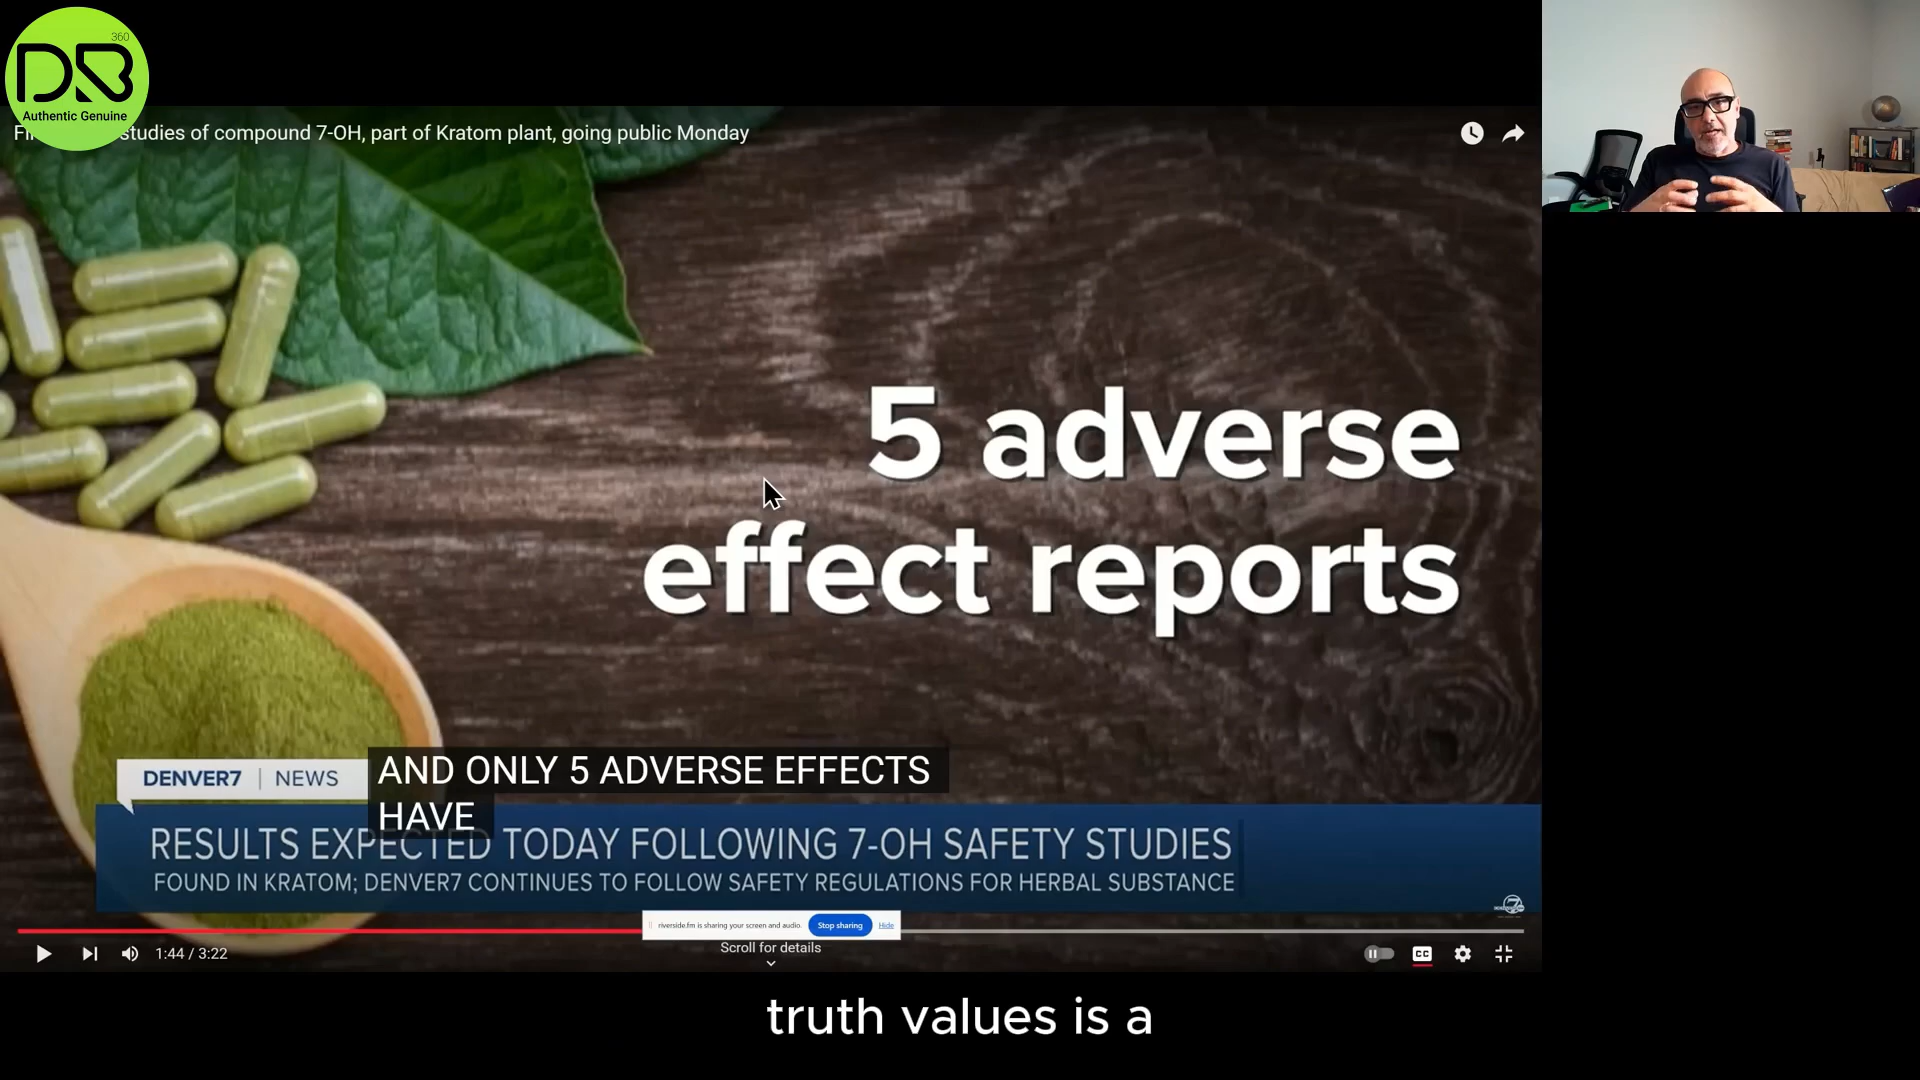 360
DB
Authentic Genuine
studies of compound 7-OH, part of Kratom plant, going public Monday
5 adverse
effect reports
DENVER7 | NEWS
AND ONLY 5 ADVERSE EFFECTS
HAVE
RESULTS EXPECTED TODAY FOLLOWING 7-OH SAFETY STUDIES
FOUND IN KRATOM; DENVER7 CONTINUES TO FOLLOW SAFETY REGULATIONS FOR HERBAL SUBSTANCE
riverside.fm is sharing your screen and audio. Stop sharing Hide
1:44 / 3:22
Scroll for details
CC
truth values is a